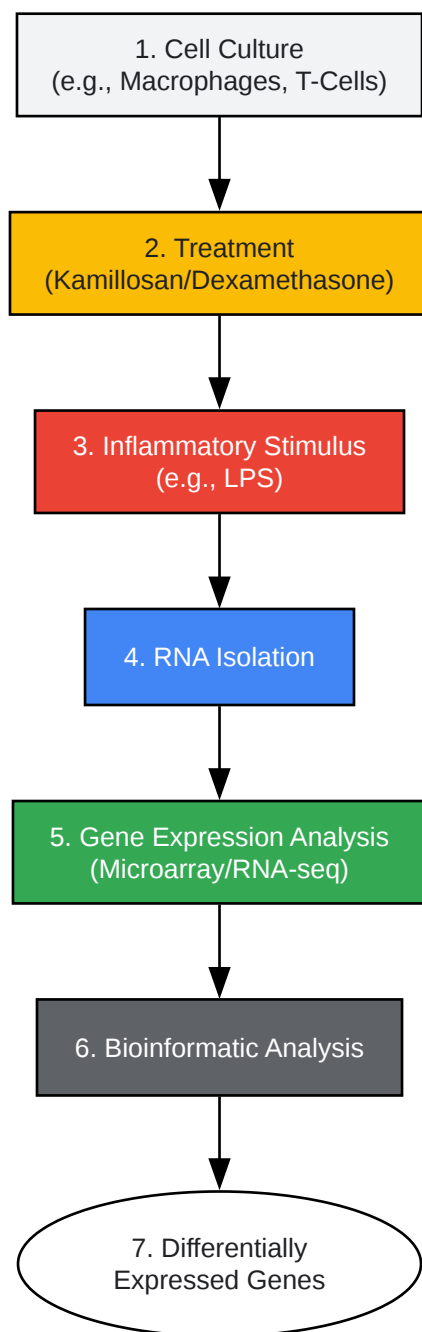 1. Cell Culture
(e.g., Macrophages, T-Cells)
2. Treatment
(Kamillosan/Dexamethasone)
3. Inflammatory Stimulus
(e.g., LPS)
4. RNA Isolation
5. Gene Expression Analysis
(Microarray/RNA-seq)
6. Bioinformatic Analysis
7. Differentially
Expressed Genes